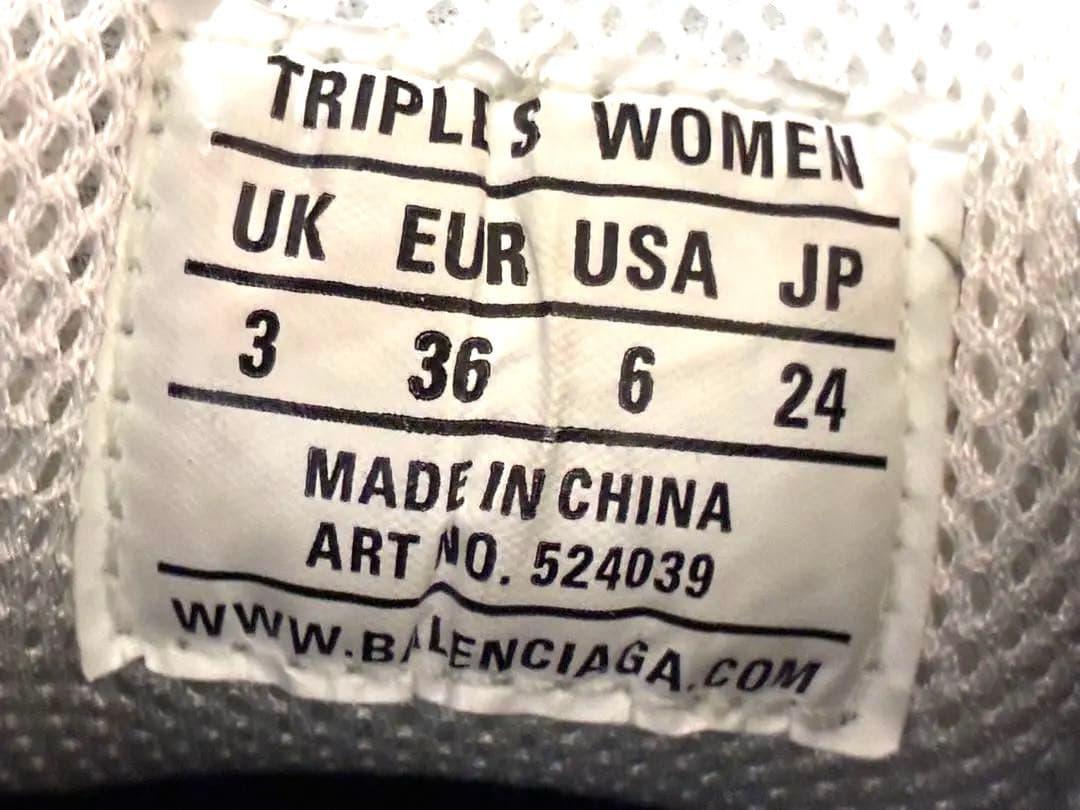 TRIPLE S WOMEN
UK EUR USA JP
3 36 6 24
MADE IN CHINA
ART NO. 524039
WWW.BALENCIAGA.COM